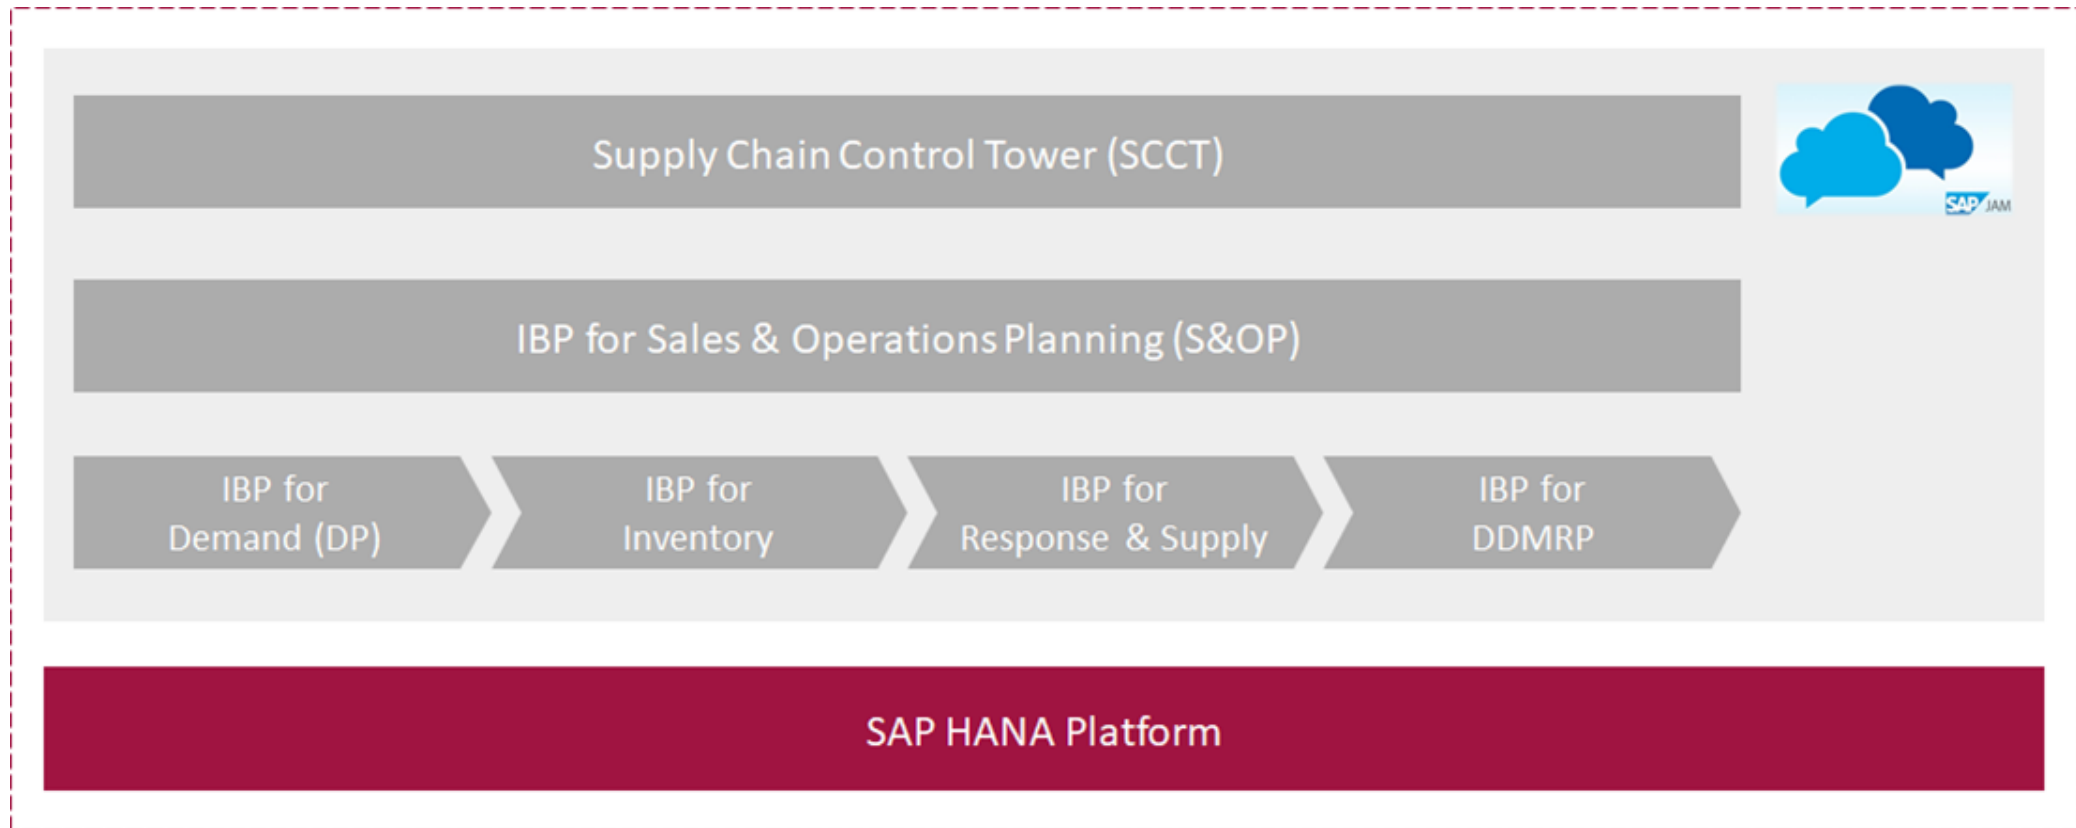 Supply Chain Control Tower (SCCT)
SAP JAM
IBP for Sales & Operations Planning (S&OP)
IBP for
Demand (DP)
IBP for
Inventory
IBP for
Response & Supply
IBP for
DDMRP
SAP HANA Platform